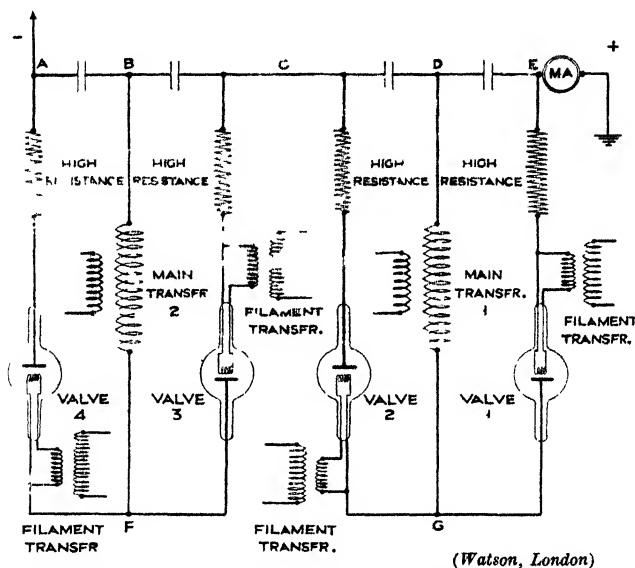 - +
A B C D E MA
HIGH RESISTANCE
HIGH RESISTANCE
HIGH RESISTANCE
HIGH RESISTANCE
MAIN TRANSFR 2
FILAMENT TRANSFR.
MAIN TRANSFR. 1
FILAMENT TRANSFR.
VALVE 4
VALVE 3
VALVE 2
VALVE 1
FILAMENT TRANSFR
F
FILAMENT TRANSFR.
G
(Watson, London)